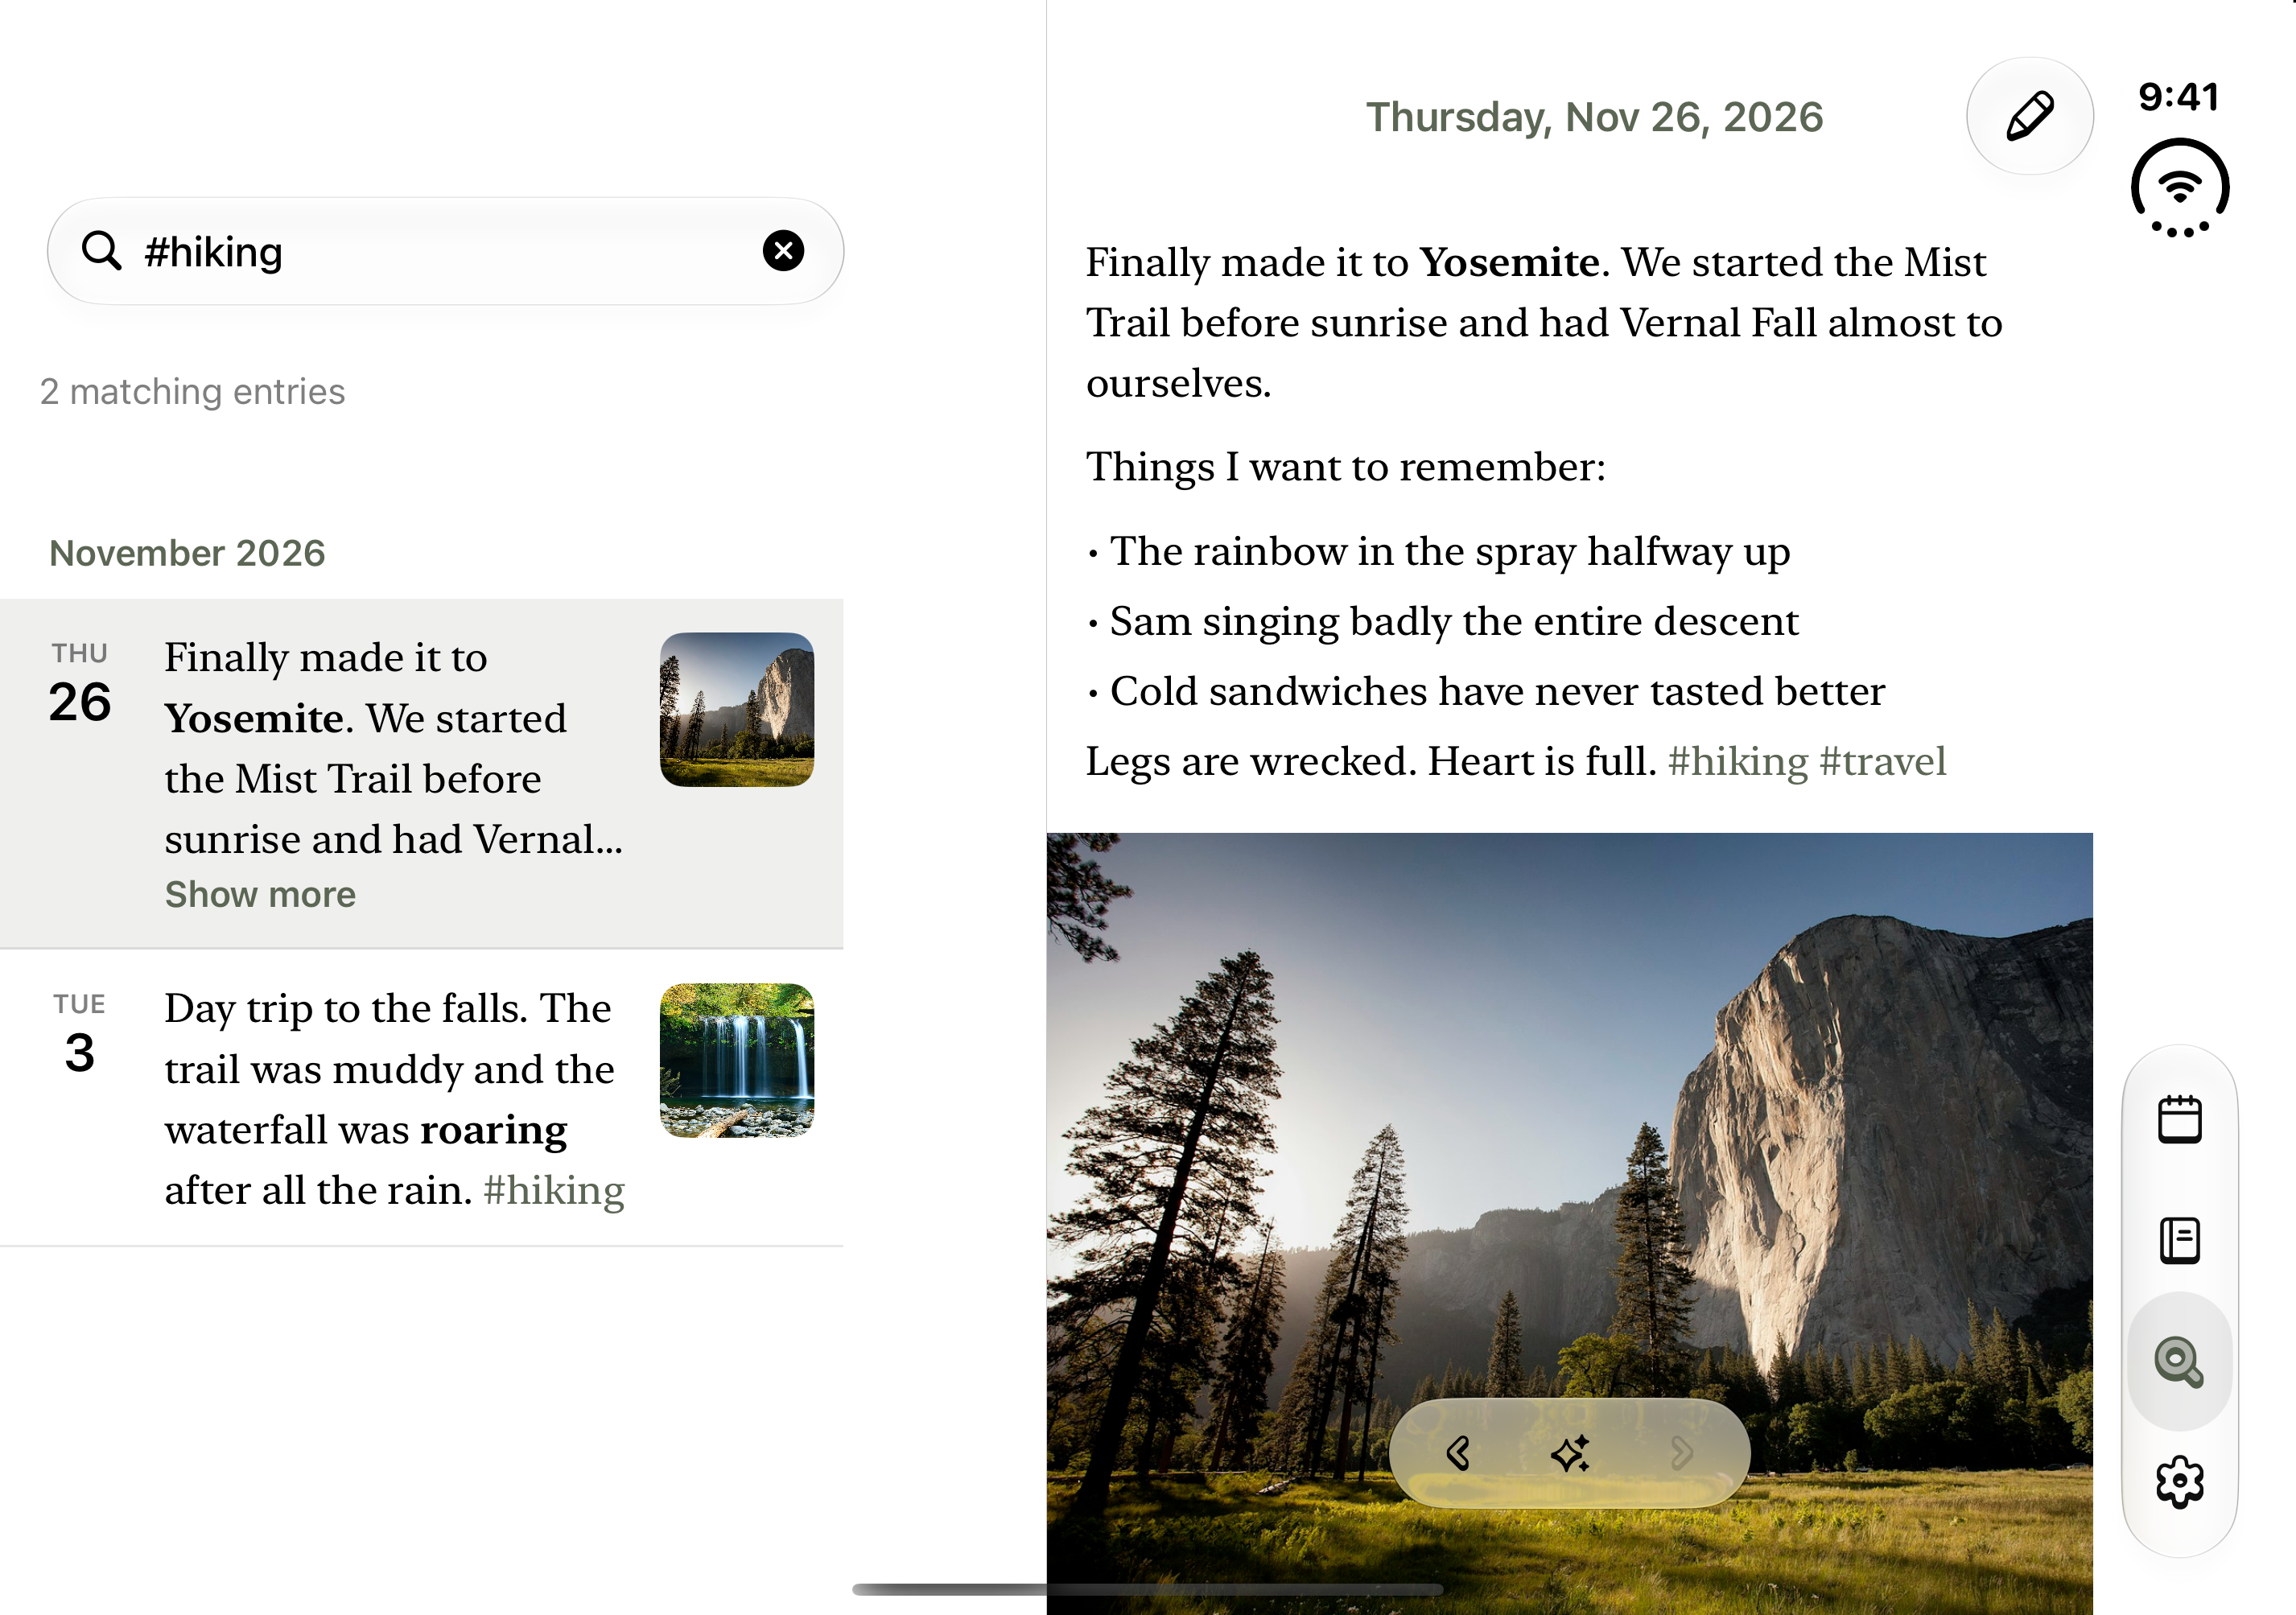 #hiking
2 matching entries
November 2026
THU
26
Finally made it to
Yosemite. We started
the Mist Trail before
sunrise and had Vernal...
Show more
TUE
3
Day trip to the falls. The
trail was muddy and the
waterfall was roaring
after all the rain. #hiking
Thursday, Nov 26, 2026
9:41
Finally made it to Yosemite. We started the Mist
Trail before sunrise and had Vernal Fall almost to
ourselves.
Things I want to remember:
• The rainbow in the spray halfway up
• Sam singing badly the entire descent
• Cold sandwiches have never tasted better
Legs are wrecked. Heart is full. #hiking #travel